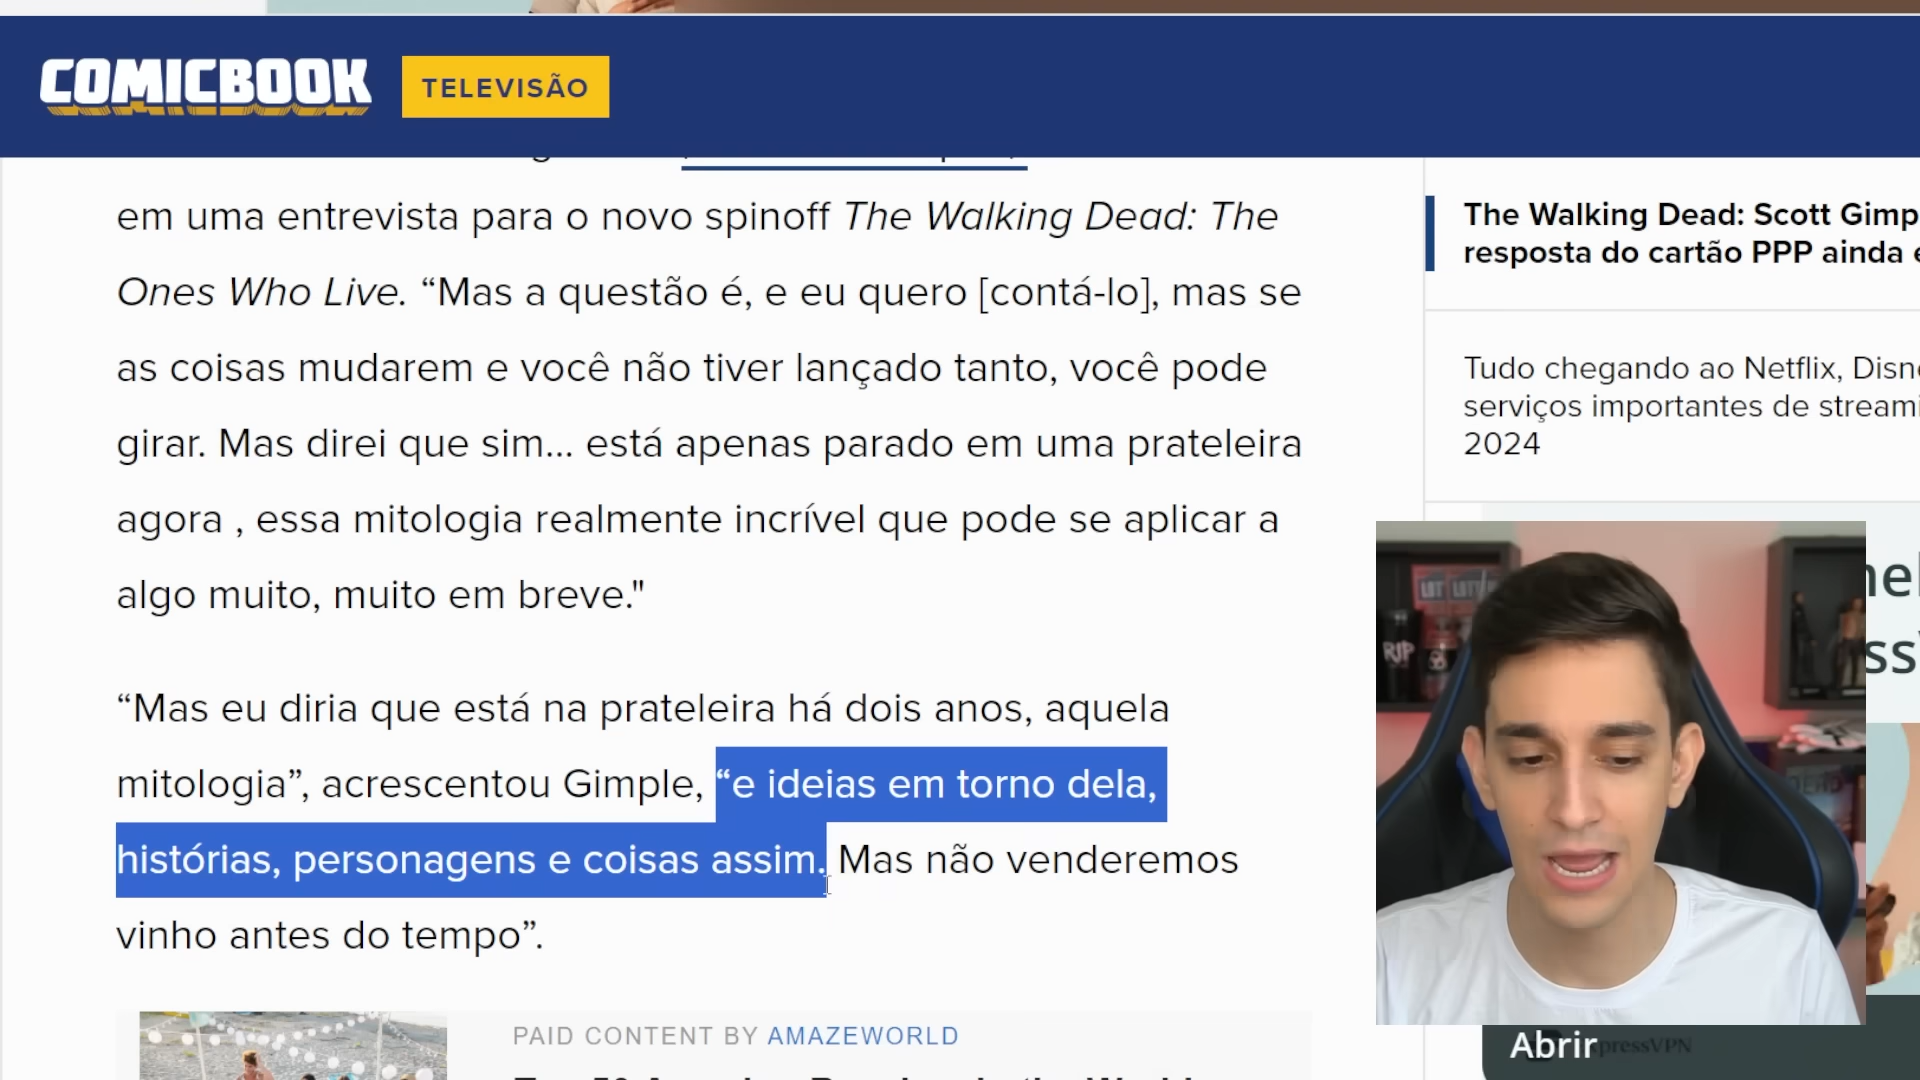 COMICBOOK
TELEVISÃO
em uma entrevista para o novo spinoff The Walking Dead: The
Ones Who Live. “Mas a questão é, e eu quero [contá-lo], mas se
as coisas mudarem e você não tiver lançado tanto, você pode
girar. Mas direi que sim... está apenas parado em uma prateleira
agora , essa mitologia realmente incrível que pode se aplicar a
algo muito, muito em breve."
“Mas eu diria que está na prateleira há dois anos, aquela
mitologia”, acrescentou Gimple, “e ideias em torno dela,
histórias, personagens e coisas assim. Mas não venderemos
vinho antes do tempo”.
PAID CONTENT BY AMAZEWORLD
The Walking Dead: Scott Gimp
resposta do cartão PPP ainda e
Tudo chegando ao Netflix, Disn
serviços importantes de streami
2024
RIP
Abrir
pressVPN